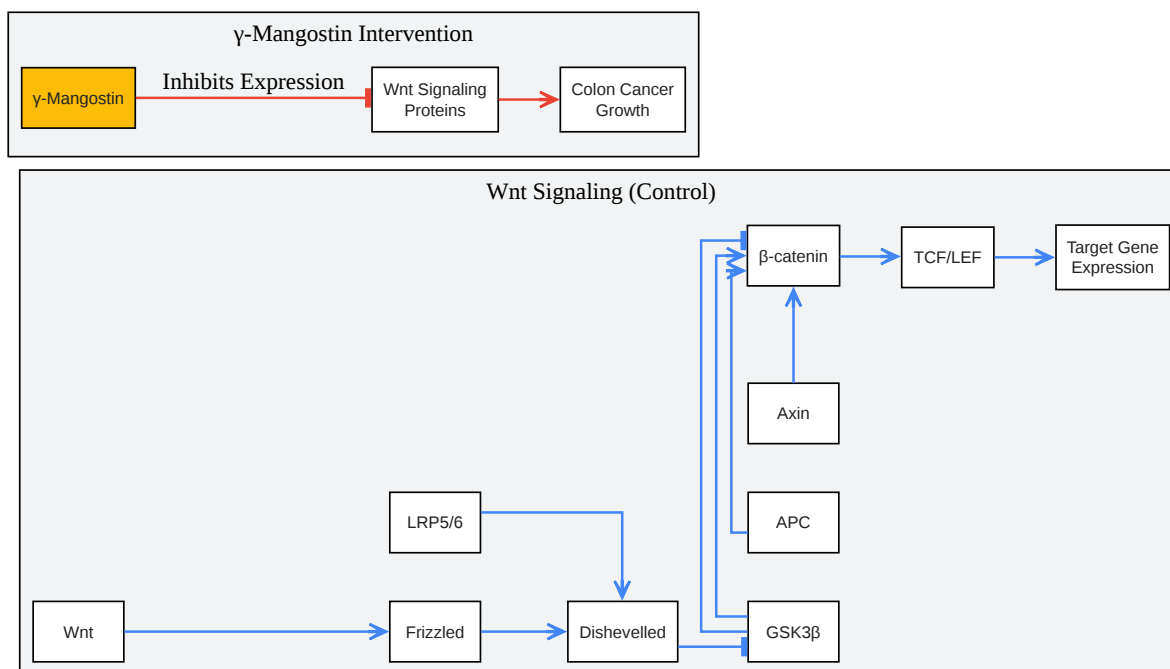 γ-Mangostin Intervention
γ-Mangostin
Inhibits Expression
Wnt Signaling
Proteins
Colon Cancer
Growth
Wnt Signaling (Control)
β-catenin
TCF/LEF
Target Gene
Expression
Axin
LRP5/6
APC
Wnt
Frizzled
Dishevelled
GSK3β